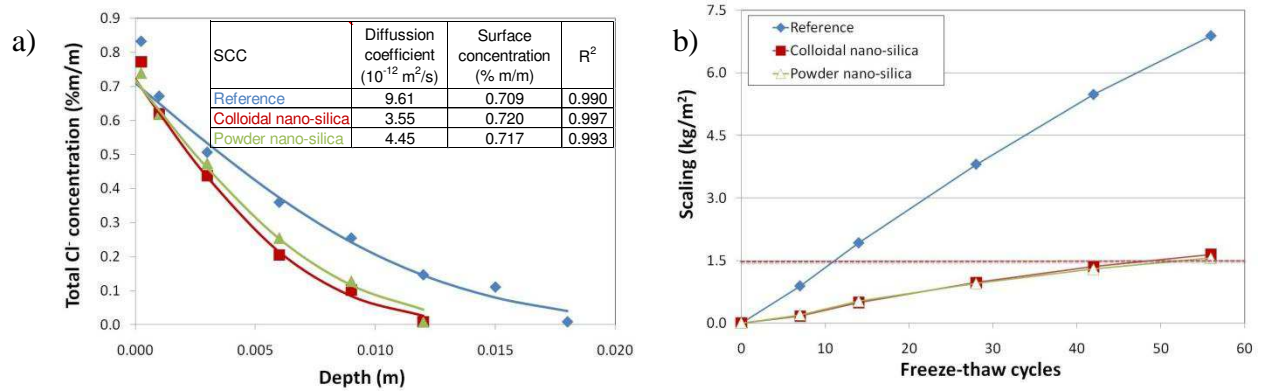 a)
Total Cl- concentration (%m/m)
0.9
0.8
0.7
0.6
0.5
0.4
0.3
0.2
0.1
0.0
0.000
0.005
0.010
0.015
0.020
Depth (m)
SCC
Diffussion coefficient (10⁻¹² m²/s)
Surface concentration (% m/m)
R²
Reference 9.61 0.709 0.990
Colloidal nano-silica 3.55 0.720 0.997
Powder nano-silica 4.45 0.717 0.993
b)
Scaling (kg/m²)
7.5
6.0
4.5
3.0
1.5
0.0
0
10
20
30
40
50
60
Freeze-thaw cycles
Reference
Colloidal nano-silica
Powder nano-silica